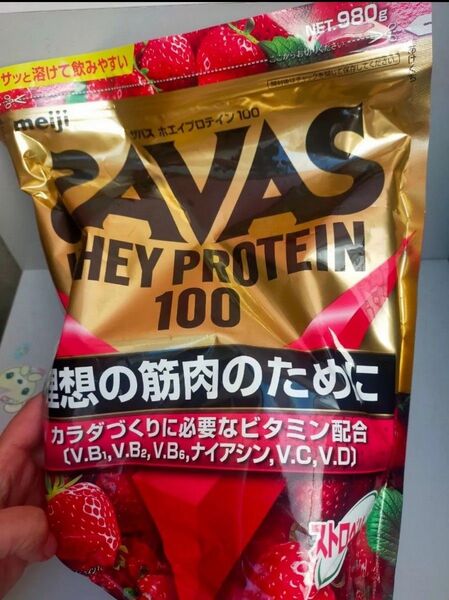 NET.980g
サッと溶けて飲みやすい
meiji
ザバス ホエイプロテイン100
SAVAS
WHEY PROTEIN
100
理想の筋肉のために
カラダづくりに必要なビタミン配合
(V.B1,V.B2,V.B6,ナイアシン,V.C,V.D)